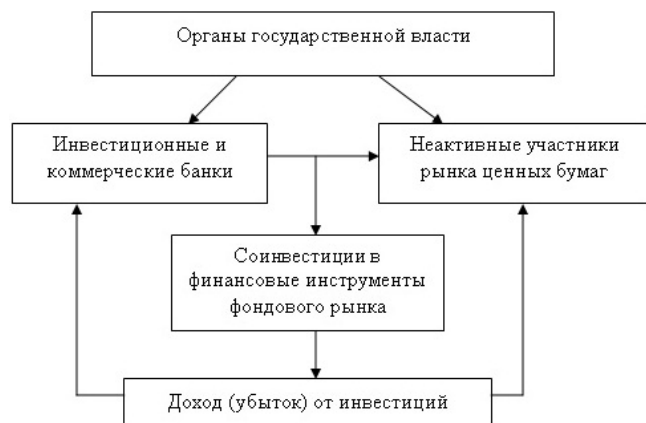 Органы государственной власти
Инвестиционные и
коммерческие банки
Неактивные участники
рынка ценных бумаг
Соинвестиции в
финансовые инструменты
фондового рынка
Доход (убыток) от инвестиций